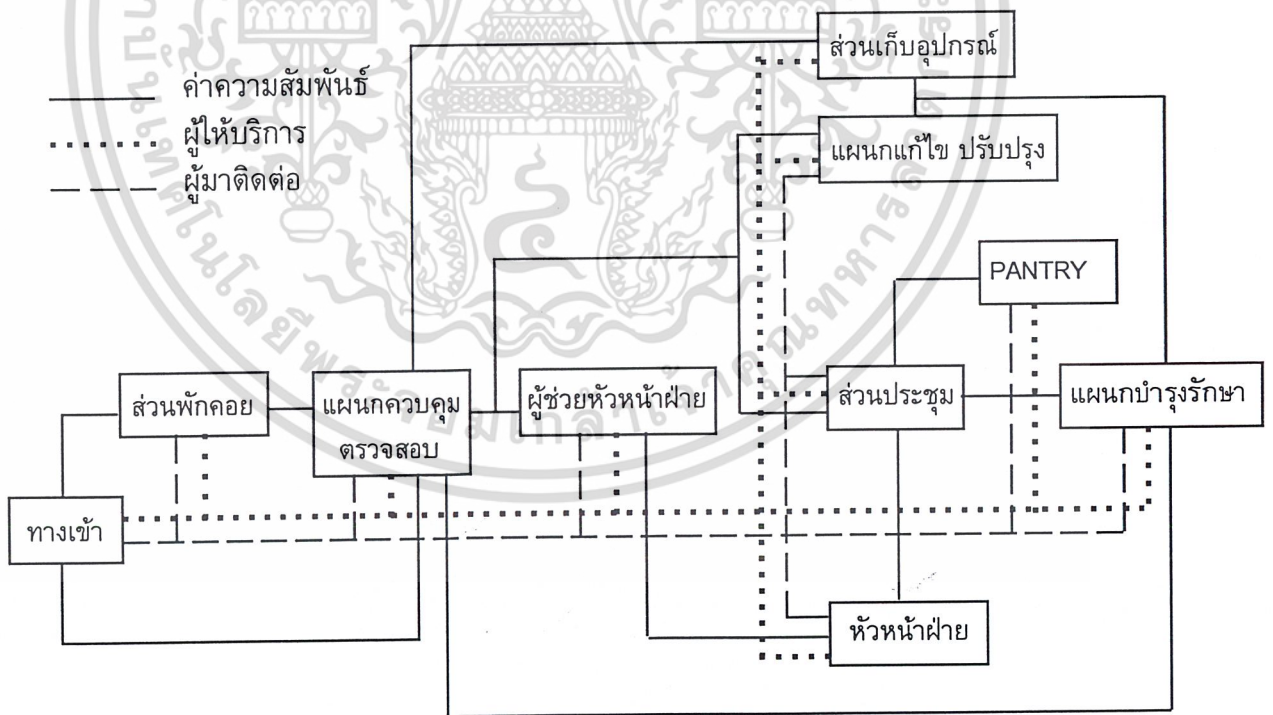 ส่วนเก็บอุปกรณ์
ค่าความสัมพันธ์
ผู้ให้บริการ
ผู้มาติดต่อ
แผนกแก้ไข ปรับปรุง
PANTRY
ส่วนพักคอย
แผนกควบคุม
ตรวจสอบ
ผู้ช่วยหัวหน้าฝ่าย
ส่วนประชุม
แผนกบำรุงรักษา
ทางเข้า
หัวหน้าฝ่าย